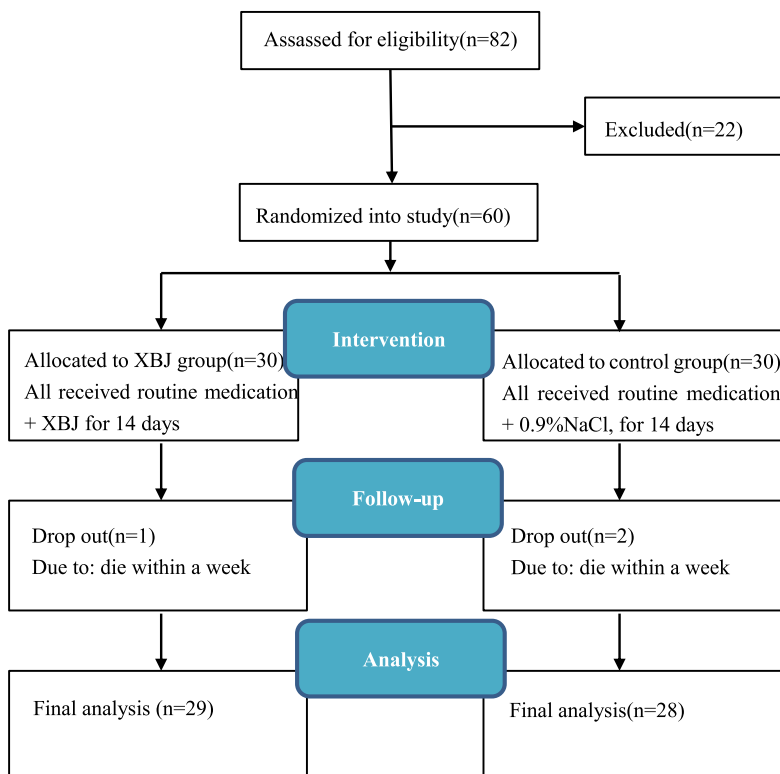 Assassed for eligibility(n=82)
Excluded(n=22)
Randomized into study(n=60)
Intervention
Allocated to XBJ group(n=30)
All received routine medication
+ XBJ for 14 days
Allocated to control group(n=30)
All received routine medication
+ 0.9%NaCl, for 14 days
Follow-up
Drop out(n=1)
Due to: die within a week
Drop out(n=2)
Due to: die within a week
Analysis
Final analysis (n=29)
Final analysis(n=28)